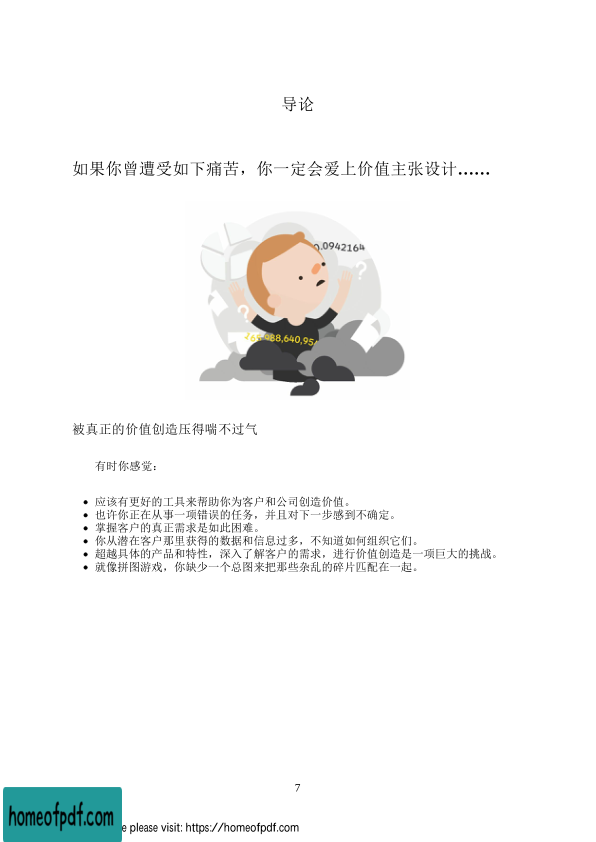 导论
如果你曾遭受如下痛苦，你一定会爱上价值主张设计……
0.0942164
?
?
被真正的价值创造压得喘不过气
有时你感觉：
● 应该有更好的工具来帮助你为客户和公司创造价值。
● 也许你正在从事一项错误的任务，并且对下一步感到不确定。
● 掌握客户的真正需求是如此困难。
● 你从潜在客户那里获得的数据和信息过多，不知道如何组织它们。
● 超越具体的产品和特性，深入了解客户的需求，进行价值创造是一项巨大的挑战。
● 就像拼图游戏，你缺少一个总图来把那些杂乱的碎片匹配在一起。
7
homeofpdf.com
e please visit: https://homeofpdf.com